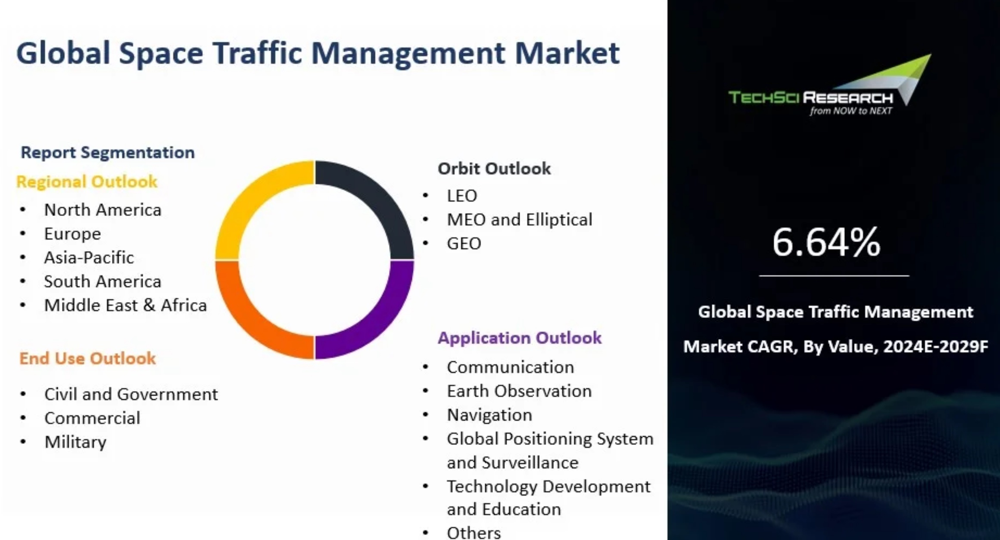 Global Space Traffic Management Market
Report Segmentation
Regional Outlook
• North America
• Europe
• Asia-Pacific
• South America
• Middle East & Africa
End Use Outlook
• Civil and Government
• Commercial
• Military
Orbit Outlook
• LEO
• MEO and Elliptical
• GEO
Application Outlook
• Communication
• Earth Observation
• Navigation
• Global Positioning System
and Surveillance
• Technology Development
and Education
• Others
TECHSCI RESEARCH
from NOW to NEXT
6.64%
Global Space Traffic Management
Market CAGR, By Value, 2024E-2029F